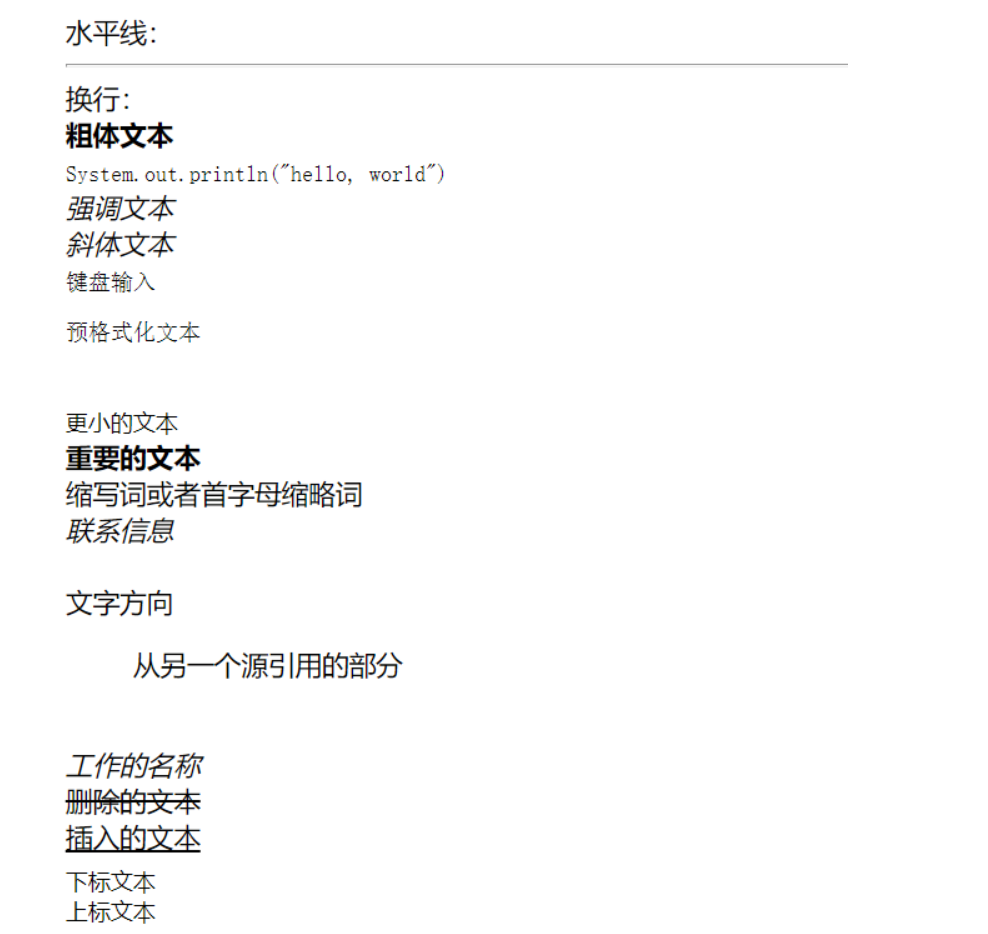 水平线：
换行：
粗体文本
System.out.println("hello, world")
强调文本
斜体文本
键盘输入
预格式化文本
更小的文本
重要的文本
缩写词或者首字母缩略词
联系信息
文字方向
从另一个源引用的部分
工作的名称
删除的文本
插入的文本
下标文本
上标文本